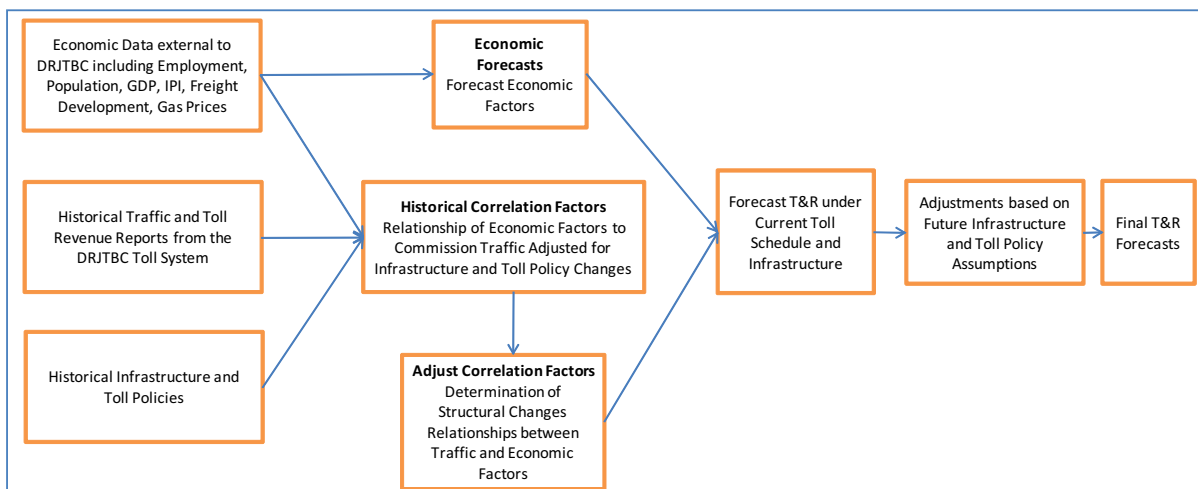 Economic Data external to
DRJTBC including Employment,
Population, GDP, IPI, Freight
Development, Gas Prices
Economic
Forecasts
Forecast Economic
Factors
Historical Traffic and Toll
Revenue Reports from the
DRJTBC Toll System
Historical Correlation Factors
Relationship of Economic Factors to
Commission Traffic Adjusted for
Infrastructure and Toll Policy Changes
Forecast T&R under
Current Toll
Schedule and
Infrastructure
Adjustments based on
Future Infrastructure
and Toll Policy
Assumptions
Final T&R
Forecasts
Historical Infrastructure and
Toll Policies
Adjust Correlation Factors
Determination of
Structural Changes
Relationships between
Traffic and Economic
Factors